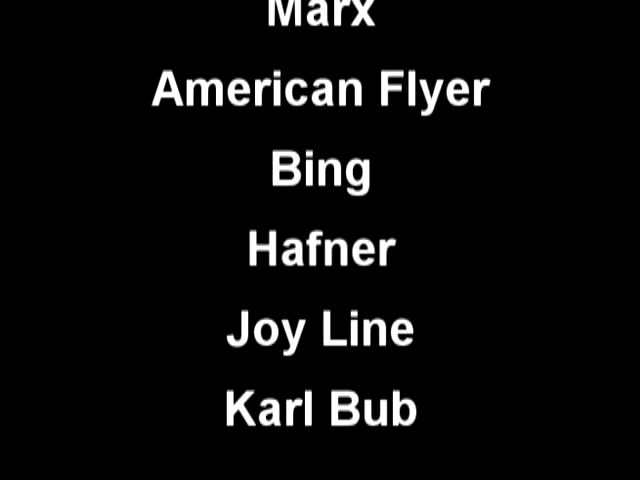 Marx
American Flyer
Bing
Hafner
Joy Line
Karl Bub